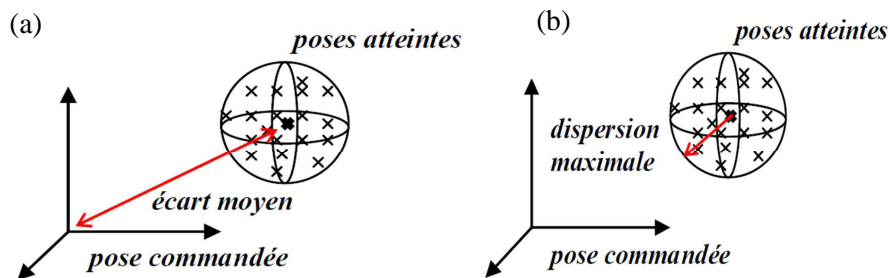 (a)
poses atteintes
écart moyen
pose commandée
(b)
poses atteintes
dispersion
maximale
pose commandée